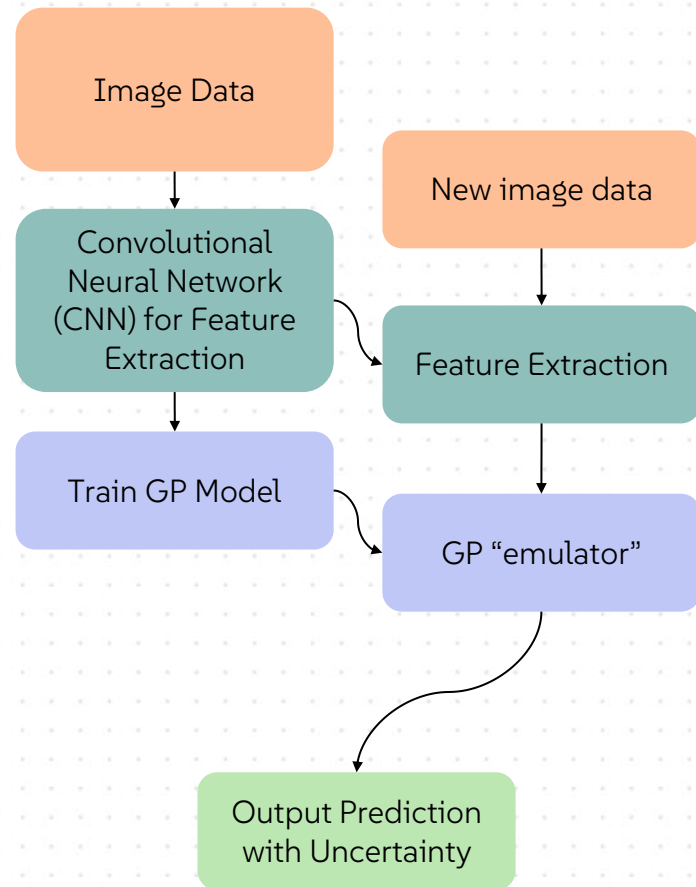 Image Data
New image data
Convolutional
Neural Network
(CNN) for Feature
Extraction
Feature Extraction
Train GP Model
GP “emulator”
Output Prediction
with Uncertainty